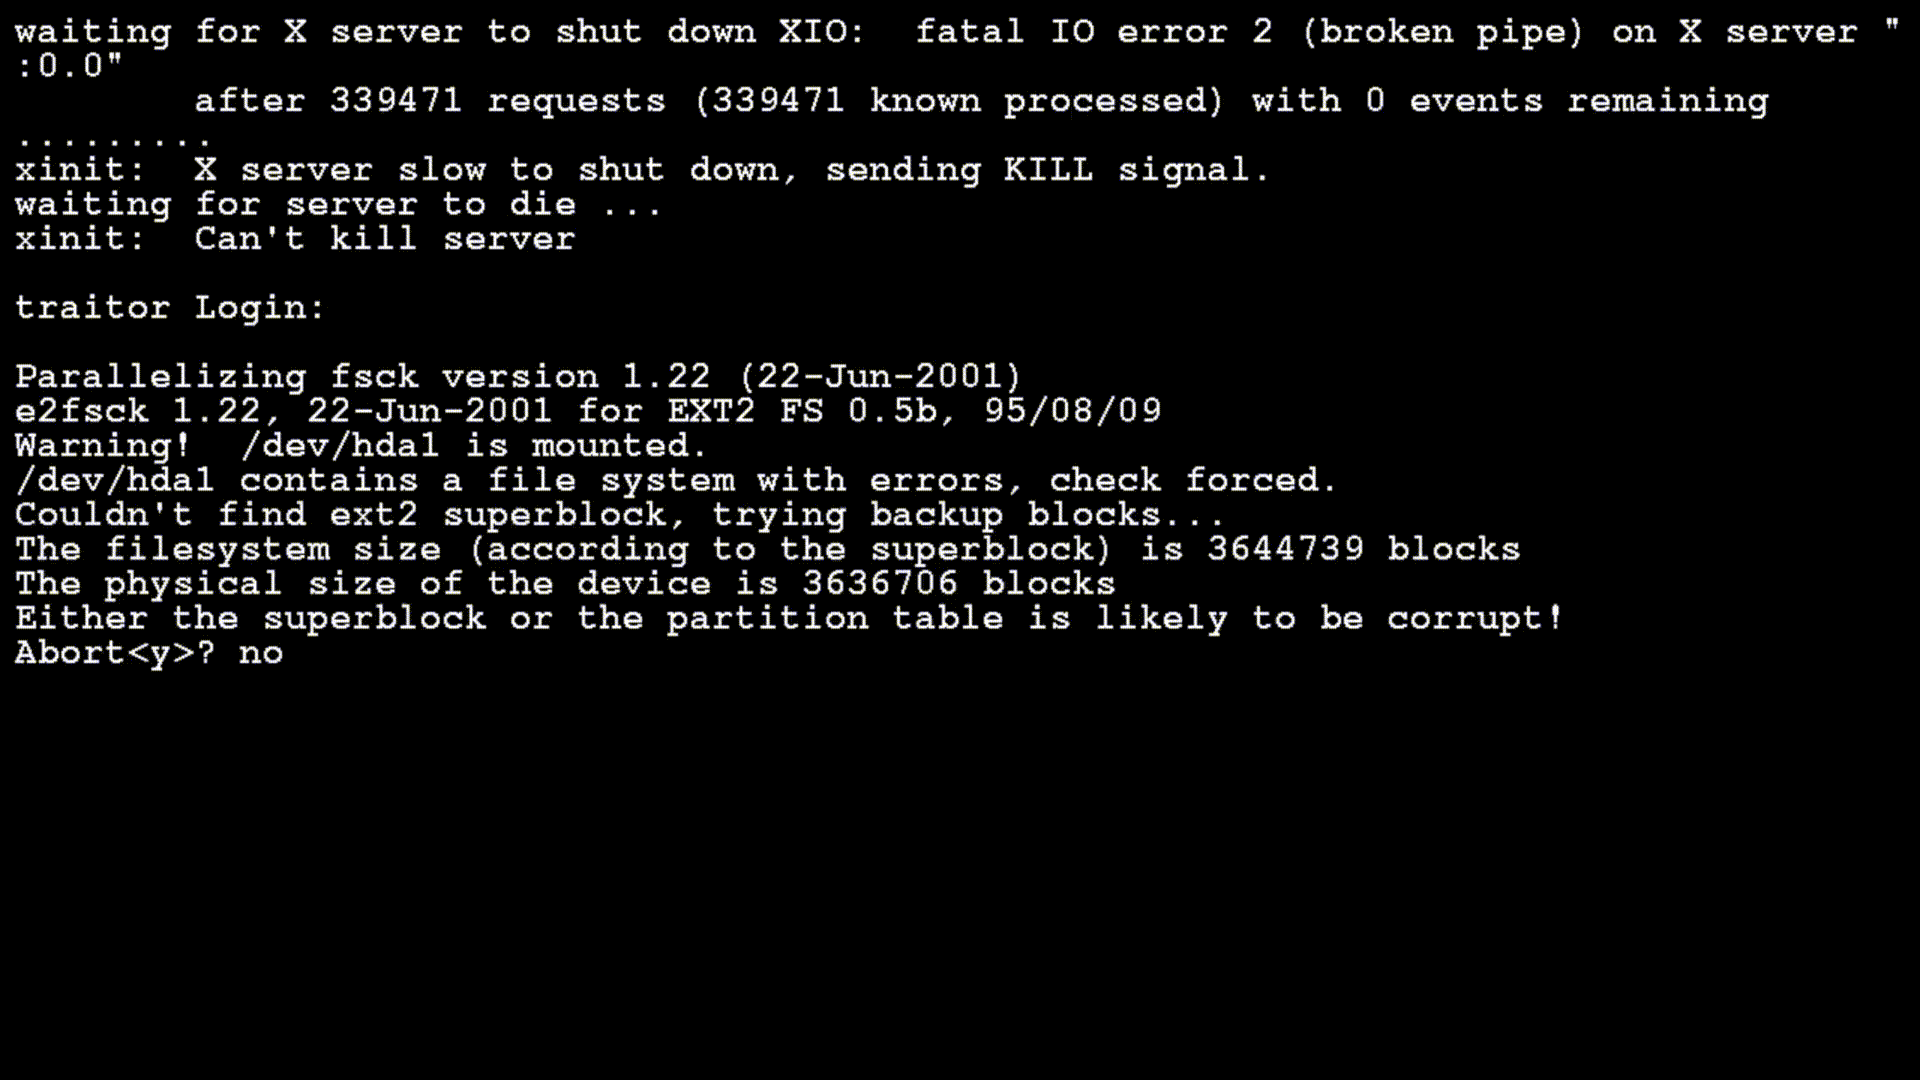 waiting for X server to shut down XIO:  fatal IO error 2 (broken pipe) on X server "
:0.0"
        after 339471 requests (339471 known processed) with 0 events remaining
.........
xinit:  X server slow to shut down, sending KILL signal.
waiting for server to die ...
xinit:  Can't kill server
traitor Login:
Parallelizing fsck version 1.22 (22-Jun-2001)
e2fsck 1.22, 22-Jun-2001 for EXT2 FS 0.5b, 95/08/09
Warning!  /dev/hda1 is mounted.
/dev/hda1 contains a file system with errors, check forced.
Couldn't find ext2 superblock, trying backup blocks...
The filesystem size (according to the superblock) is 3644739 blocks
The physical size of the device is 3636706 blocks
Either the superblock or the partition table is likely to be corrupt!
Abort<y>? no